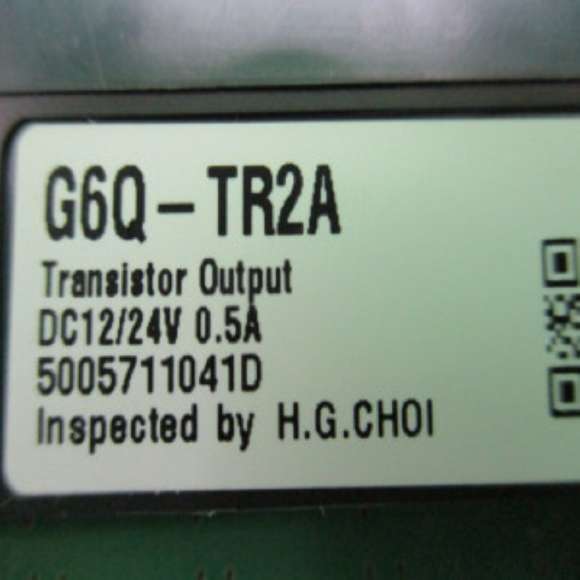 G6Q-TR2A
Transistor Output
DC12/24V 0.5A
5005711041D
Inspected by H.G.CHOI